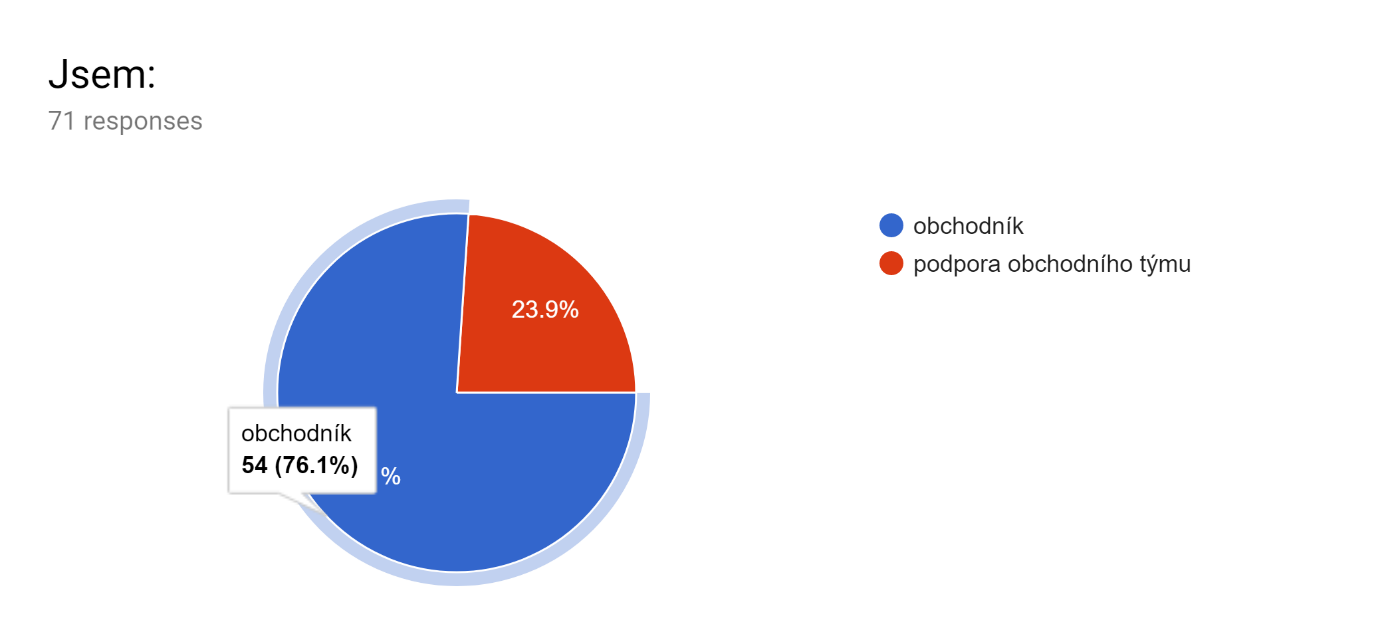 Jsem:
71 responses
obchodník
podpora obchodního týmu
23.9%
obchodník
54 (76.1%)
%